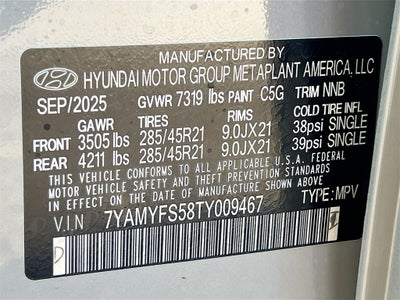 MANUFACTURED BY
HYUNDAI MOTOR GROUP METAPLANT AMERICA, LLC
SEP/2025 GVWR 7319 lbs PAINT C5G TRIM NNB
GAWR TIRES RIMS COLD TIRE INFL
FRONT 3505 lbs 285/45R21 9.0JX21 38psi SINGLE
REAR 4211 lbs 285/45R21 9.0JX21 39psi SINGLE
THIS VEHICLE CONFORMS TO ALL APPLICABLE U.S.A. FEDERAL
MOTOR VEHICLE SAFETY AND THEFT PREVENTION STANDARDS
IN EFFECT ON THE DATE OF MANUFACTURE SHOWN ABOVE.
V.I.N 7YAMYFS58TY009467 TYPE:MPV